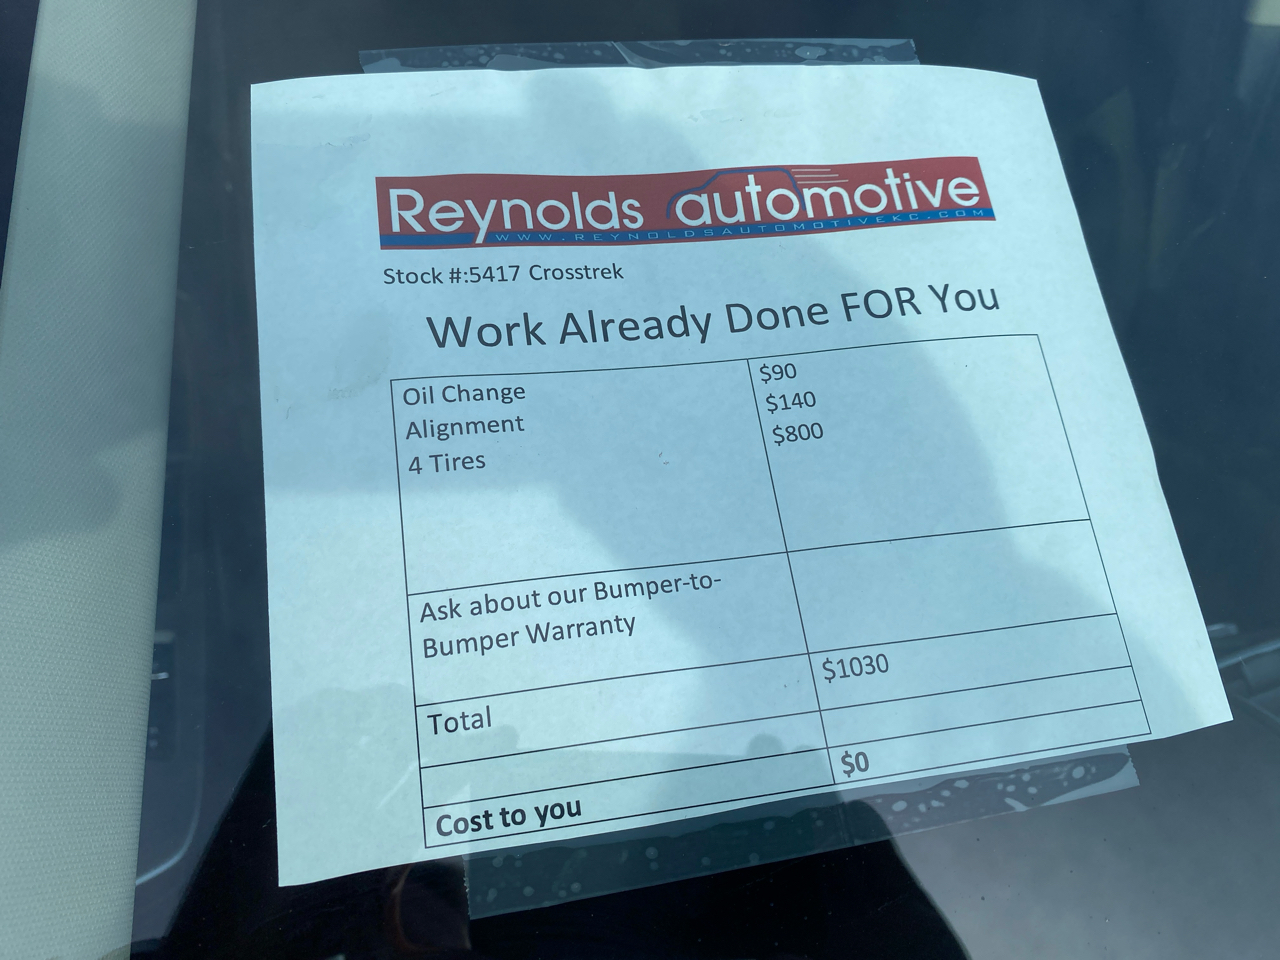 Reynolds automotive
WWW.REYNOLDSAUTOMOTIVEKC.COM
Stock #:5417 Crosstrek
Work Already Done FOR You
Oil Change $90
Alignment $140
4 Tires $800
Ask about our Bumper-to-
Bumper Warranty
Total $1030
Cost to you $0